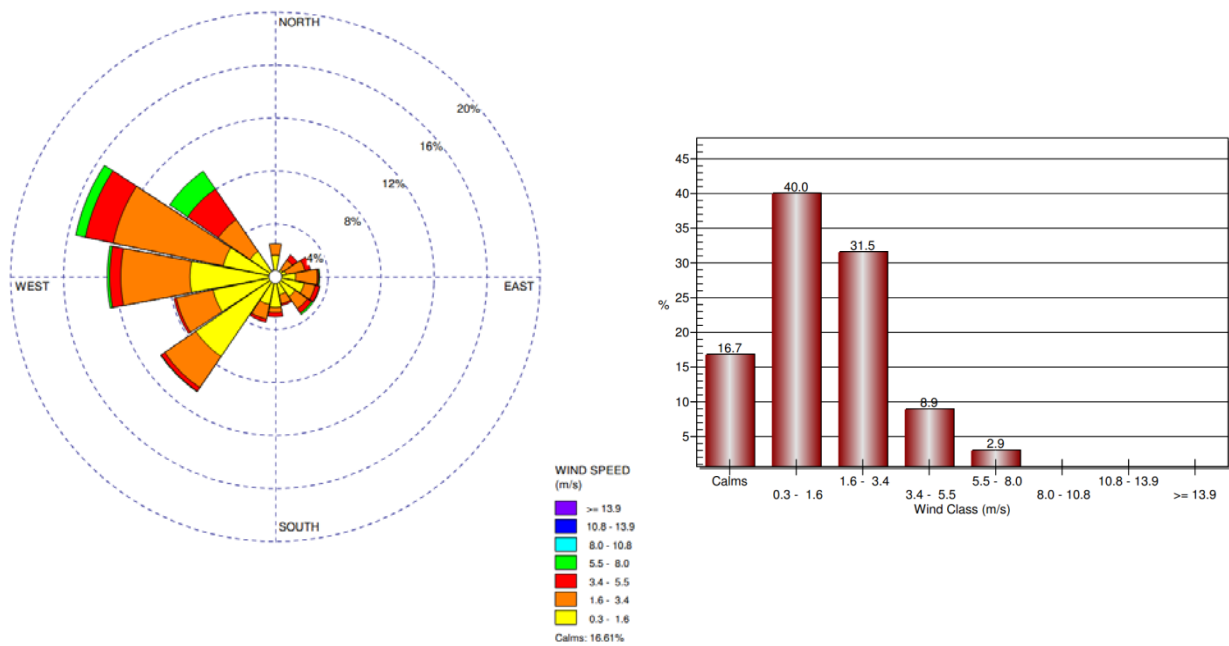 NORTH
20%
16%
12%
8%
4%
WEST
EAST
SOUTH
WIND SPEED
(m/s)
>= 13.9
10.8 - 13.9
8.0 - 10.8
5.5 - 8.0
3.4 - 5.5
1.6 - 3.4
0.3 - 1.6
Calms: 16.61%
45
40
35
30
25
20
15
10
5
%
16.7
40.0
31.5
8.9
2.9
Calms
0.3 - 1.6
1.6 - 3.4
3.4 - 5.5
5.5 - 8.0
8.0 - 10.8
10.8 - 13.9
>= 13.9
Wind Class (m/s)